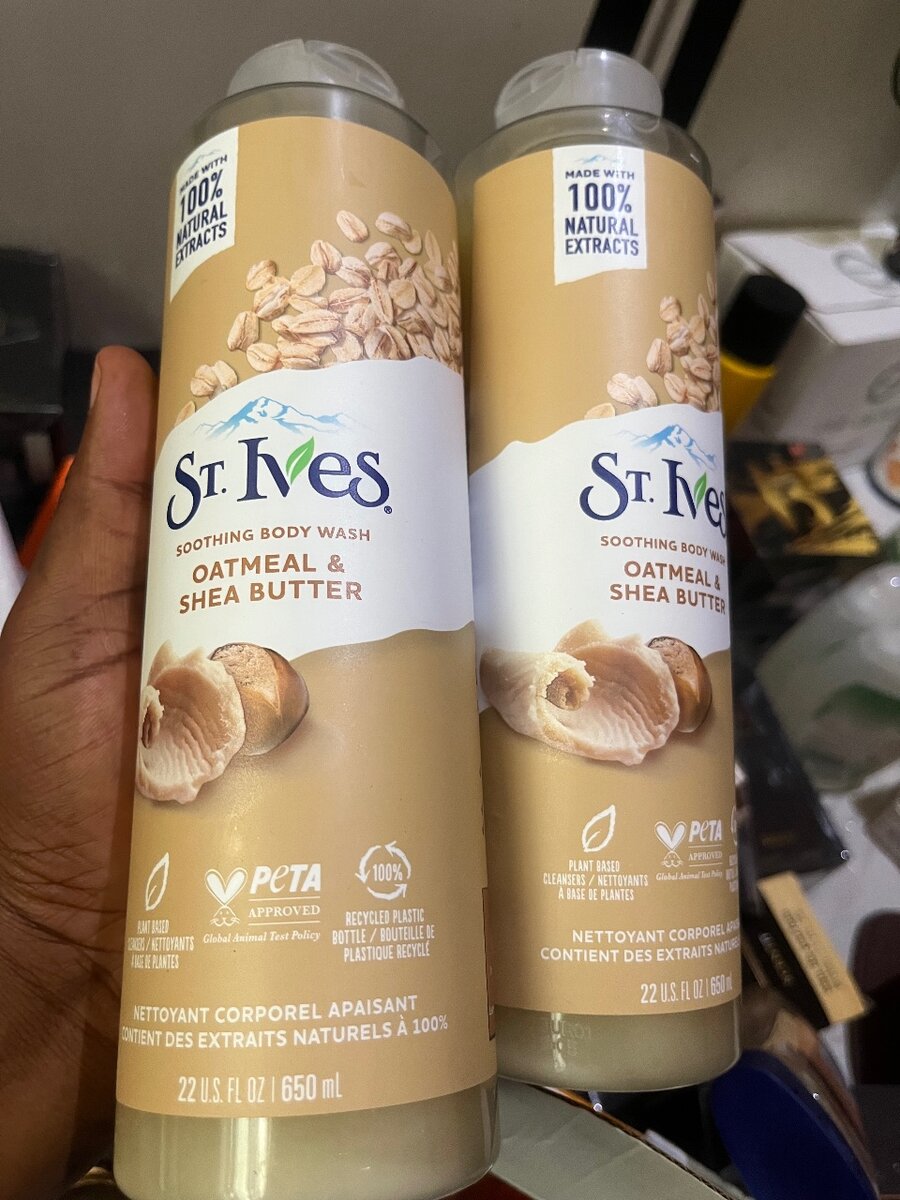 MADE WITH
100%
NATURAL
EXTRACTS
ST. IVES®
SOOTHING BODY WASH
OATMEAL &
SHEA BUTTER
PLANT BASED
CLEANSERS / NETTOYANTS
À BASE DE PLANTES
PETA
APPROVED
Global Animal Test Policy
100%
RECYCLED PLASTIC
BOTTLE / BOUTEILLE DE
PLASTIQUE RECYCLÉ
NETTOYANT CORPOREL APAISANT
CONTIENT DES EXTRAITS NATURELS À 100%
22 U.S. FL OZ | 650 mL
MADE WITH
100%
NATURAL
EXTRACTS
ST. IVES
SOOTHING BODY WASH
OATMEAL &
SHEA BUTTER
PLANT BASED
CLEANSERS / NETTOYANTS
À BASE DE PLANTES
PETA
APPROVED
Global Animal Test Policy
NETTOYANT CORPOREL
CONTIENT DES EXTRAITS
22 U.S. FL OZ | 650 mL